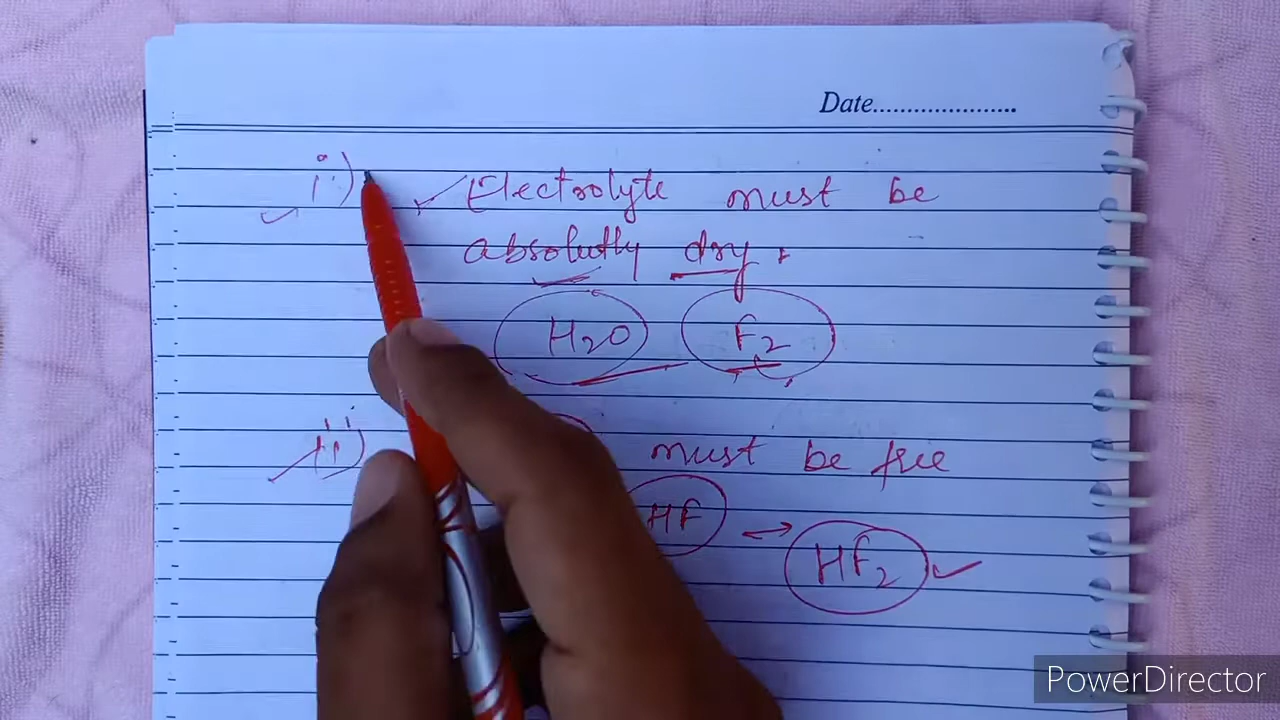 Date....................
i) Electrolyte must be
absolutly dry.
H2O F2
ii) must be free
HF → HF2
PowerDirector